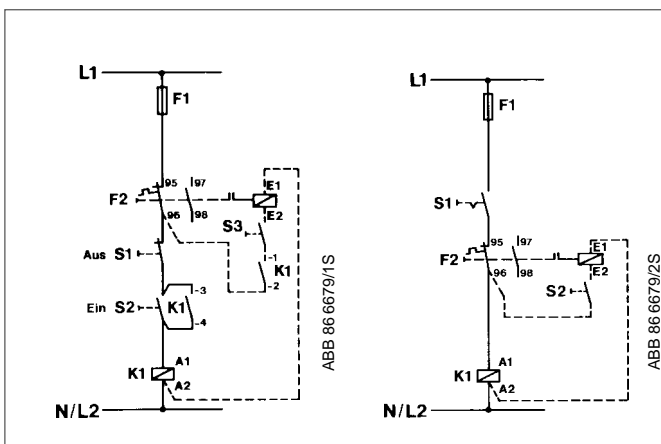 L1
F1
95
97
E1
F2
96
98
E2
S3
Aus S1
-1
K1
-2
-3
Ein S2
K1
-4
A1
K1
A2
N/L2
ABB 86 6679/1S
L1
F1
S1
95
97
E1
F2
96
98
E2
S2
A1
K1
A2
N/L2
ABB 86 6679/2S